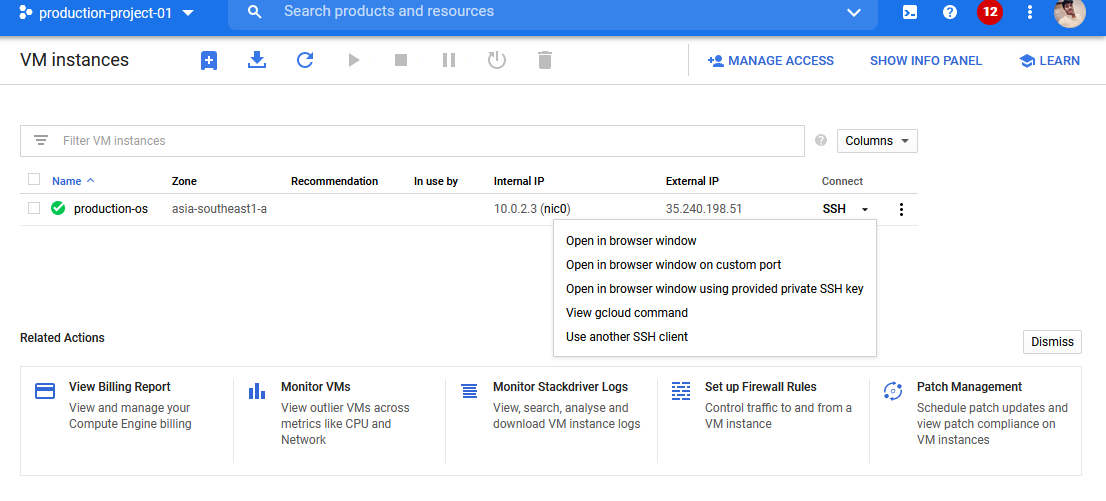 production-project-01
Search products and resources
12
VM instances
MANAGE ACCESS
SHOW INFO PANEL
LEARN
Filter VM instances
Columns
Name
Zone
Recommendation
In use by
Internal IP
External IP
Connect
production-os
asia-southeast1-a
10.0.2.3 (nic0)
35.240.198.51
SSH
Open in browser window
Open in browser window on custom port
Open in browser window using provided private SSH key
View gcloud command
Use another SSH client
Related Actions
Dismiss
View Billing Report
View and manage your
Compute Engine billing
Monitor VMs
View outlier VMs across
metrics like CPU and
Network
Monitor Stackdriver Logs
View, search, analyse and
download VM instance logs
Set up Firewall Rules
Control traffic to and from a
VM instance
Patch Management
Schedule patch updates and
view patch compliance on
VM instances